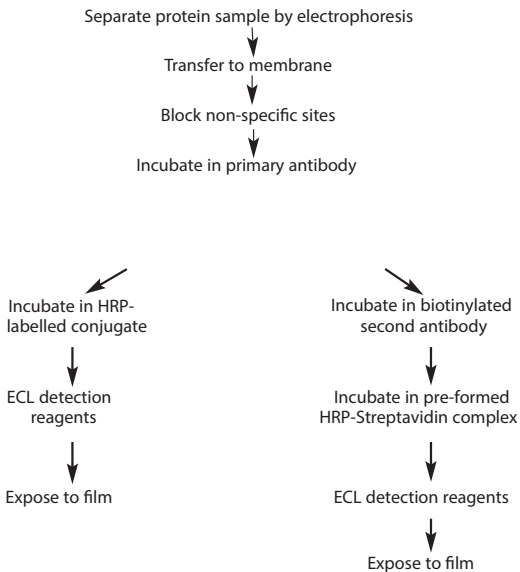 Separate protein sample by electrophoresis
Transfer to membrane
Block non-specific sites
Incubate in primary antibody
Incubate in HRP-
labelled conjugate
ECL detection
reagents
Expose to film
Incubate in biotinylated
second antibody
Incubate in pre-formed
HRP-Streptavidin complex
ECL detection reagents
Expose to film